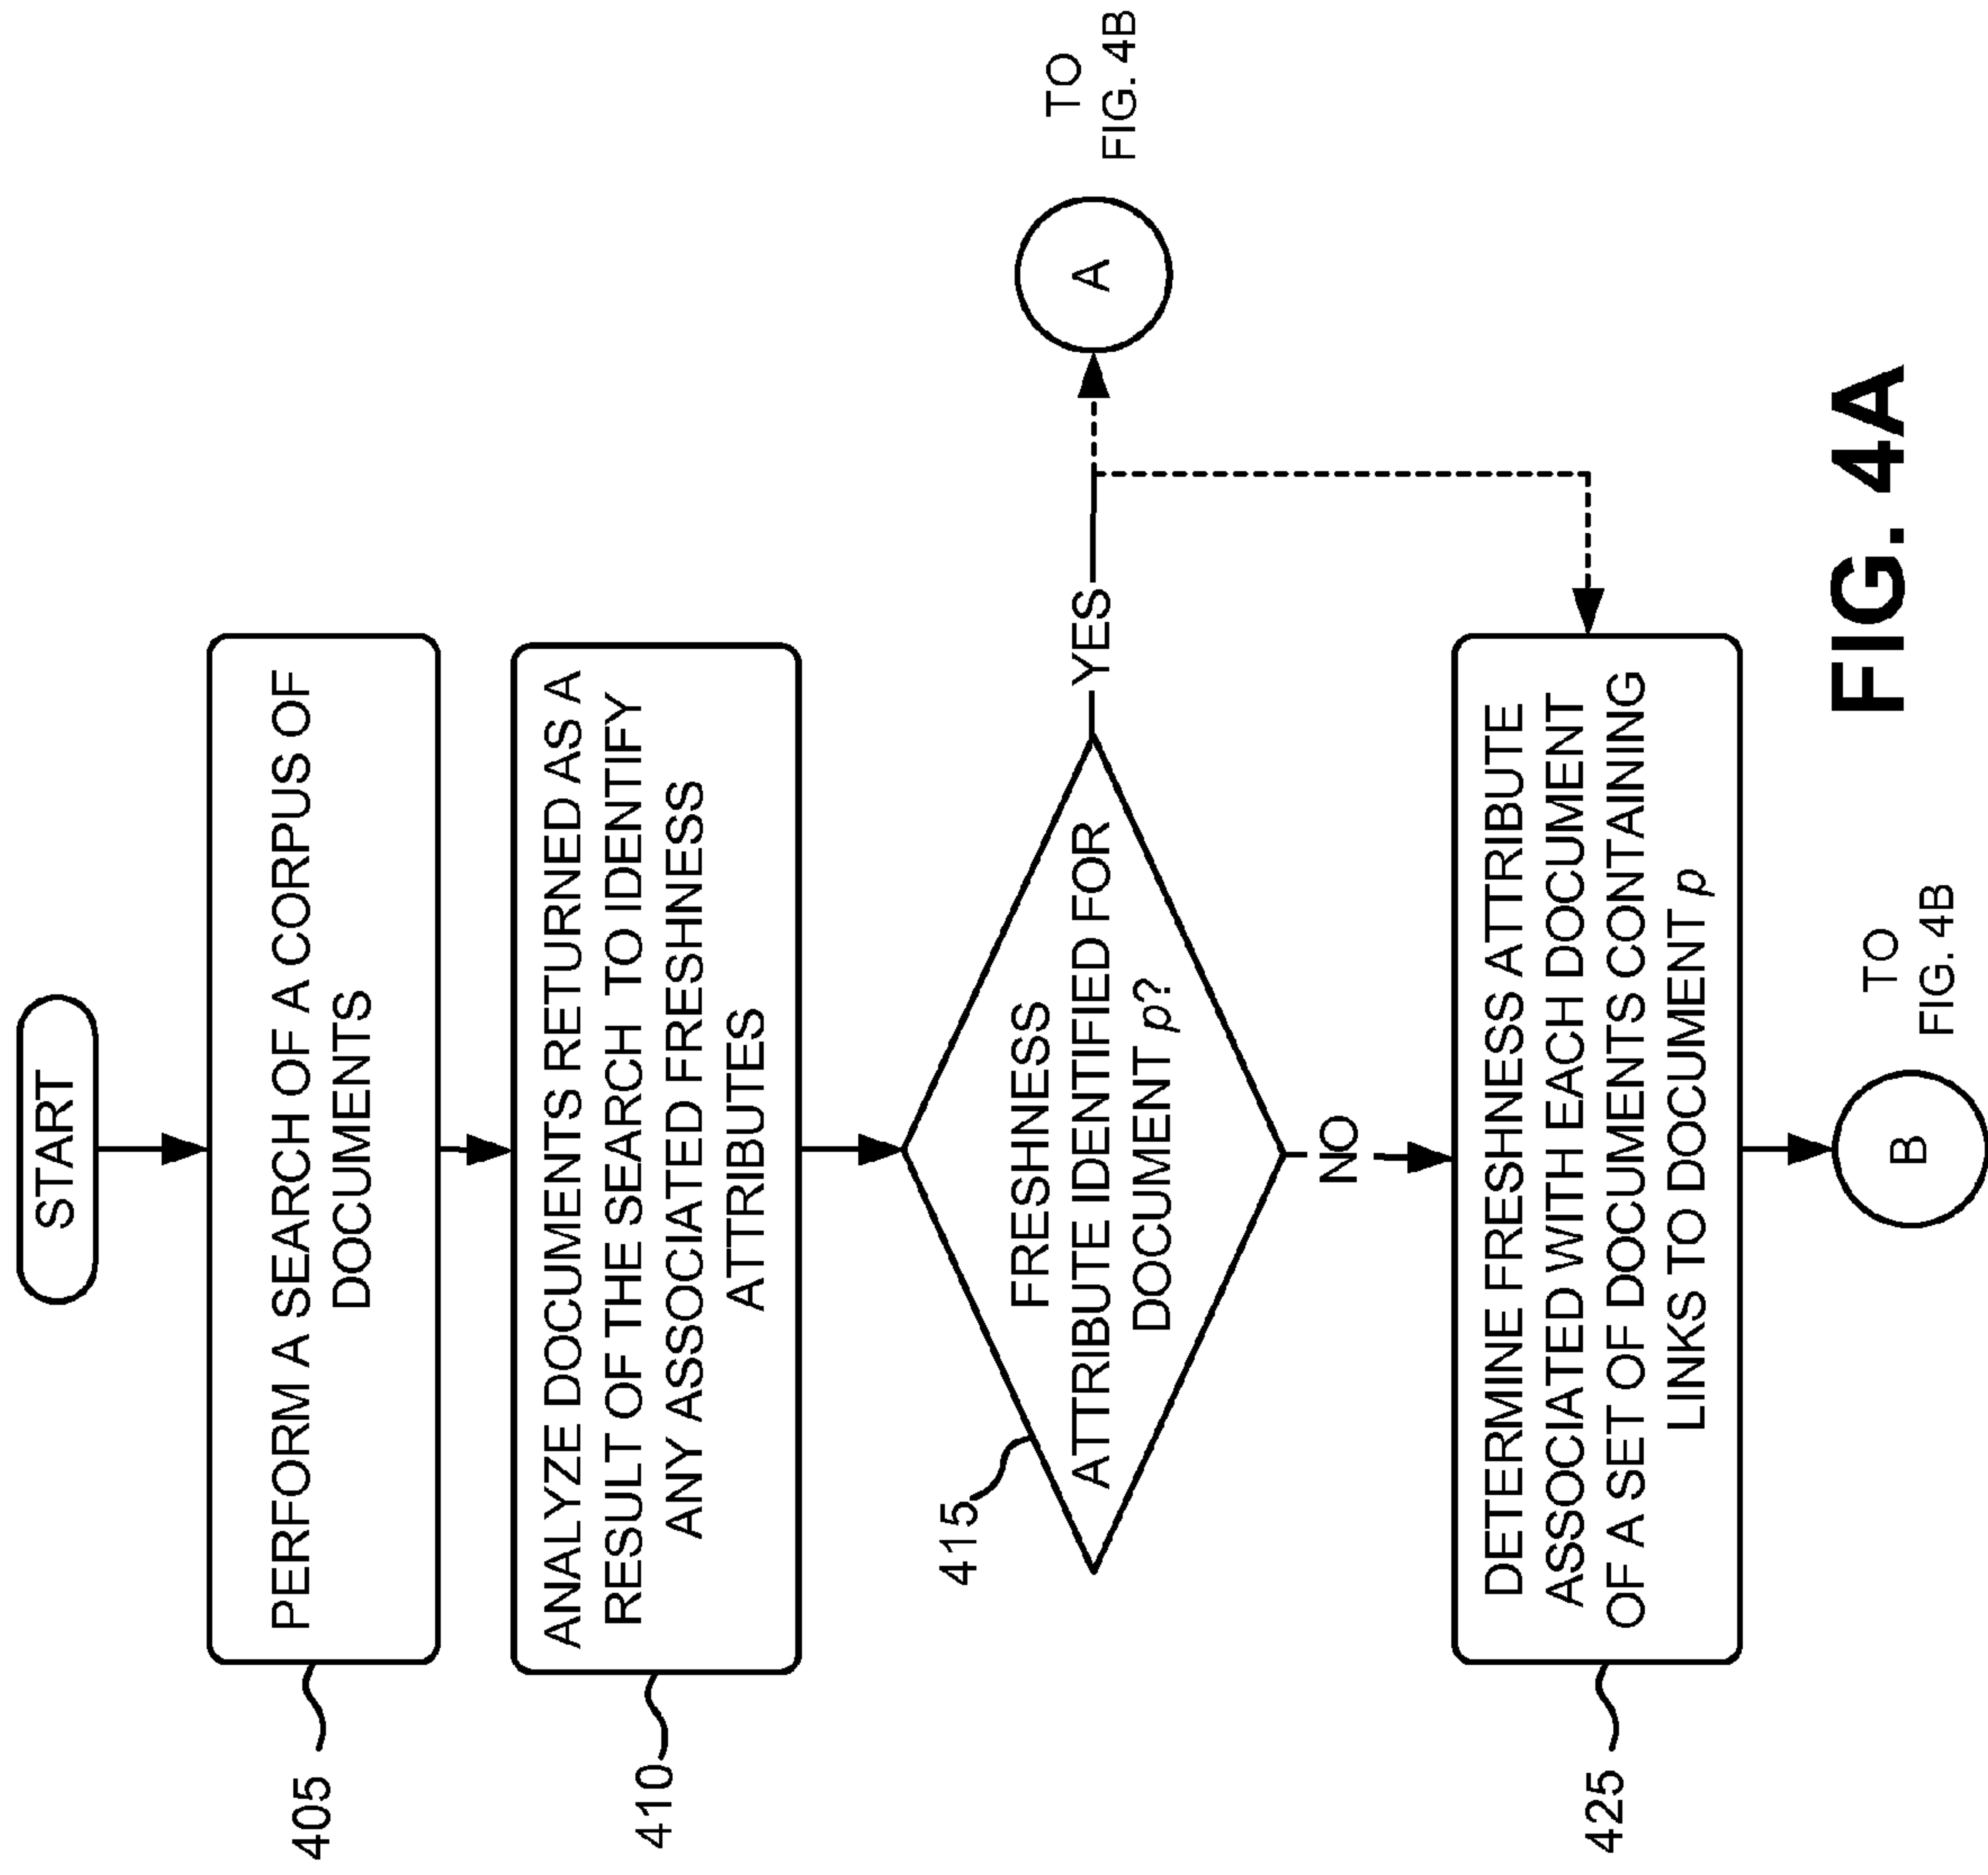 START
405
PERFORM A SEARCH OF A CORPUS OF
DOCUMENTS
410
ANALYZE DOCUMENTS RETURNED AS A
RESULT OF THE SEARCH TO IDENTIFY
ANY ASSOCIATED FRESHNESS
ATTRIBUTES
415
FRESHNESS
ATTRIBUTE IDENTIFIED FOR
DOCUMENT p?
YES
A
TO
FIG. 4B
NO
425
DETERMINE FRESHNESS ATTRIBUTE
ASSOCIATED WITH EACH DOCUMENT
OF A SET OF DOCUMENTS CONTAINING
LINKS TO DOCUMENT p
B
TO
FIG. 4B
FIG. 4A